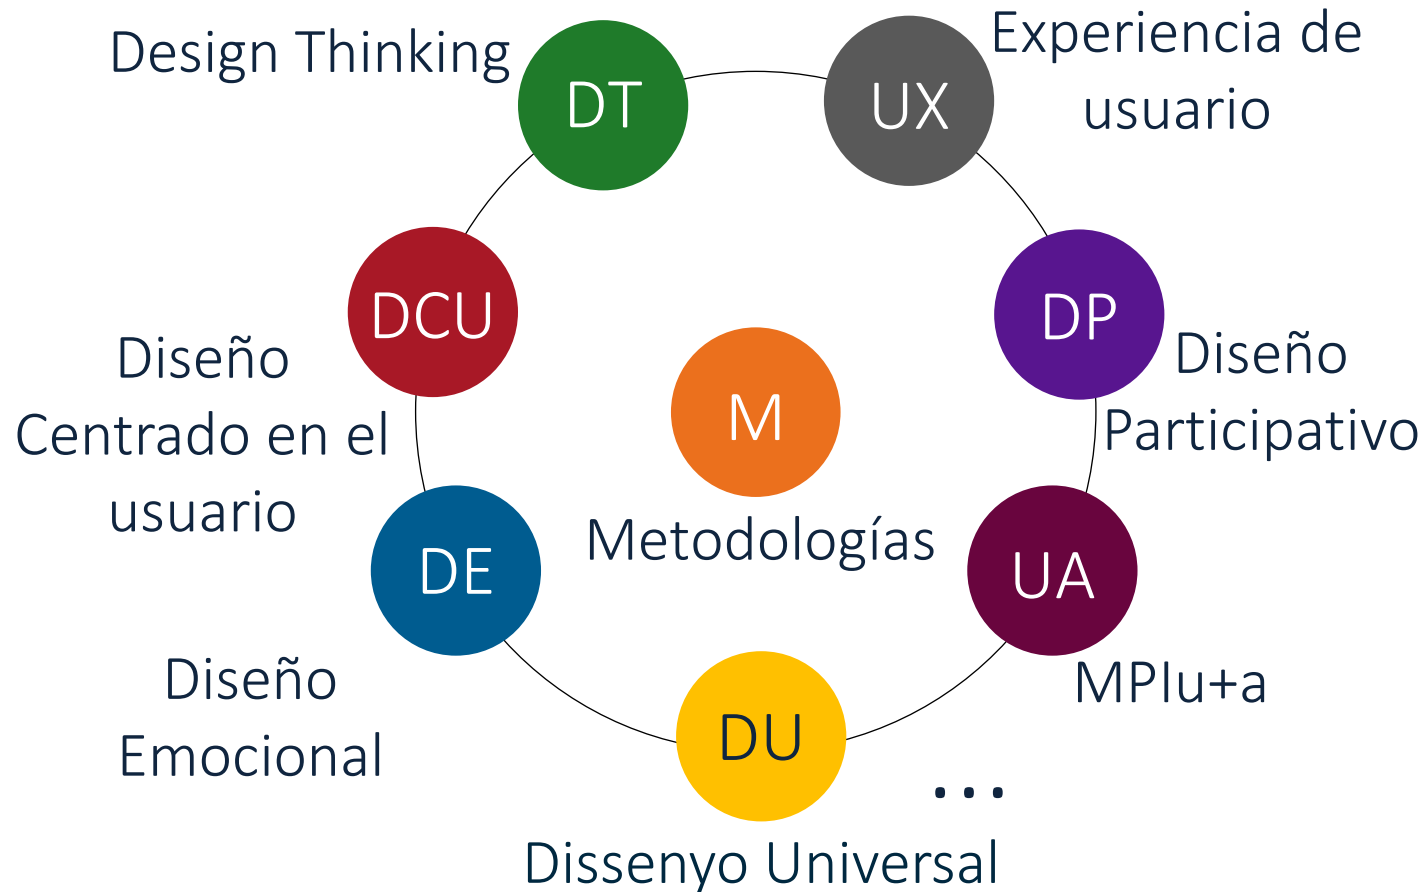 Design Thinking
DT
UX
Experiencia de
usuario
DCU
Diseño
Centrado en el
usuario
M
Metodologías
DP
Diseño
Participativo
DE
Diseño
Emocional
UA
MPIu+a
DU
...
Dissenyo Universal